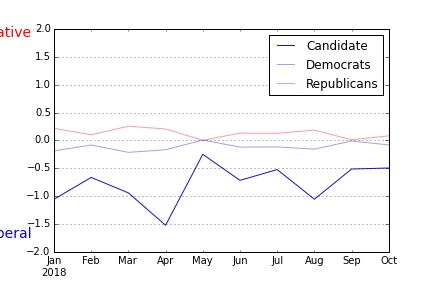 ative
2.0
1.5
1.0
0.5
0.0
−0.5
−1.0
−1.5
−2.0
beral
Candidate
Democrats
Republicans
Jan Feb Mar Apr May Jun Jul Aug Sep Oct
2018